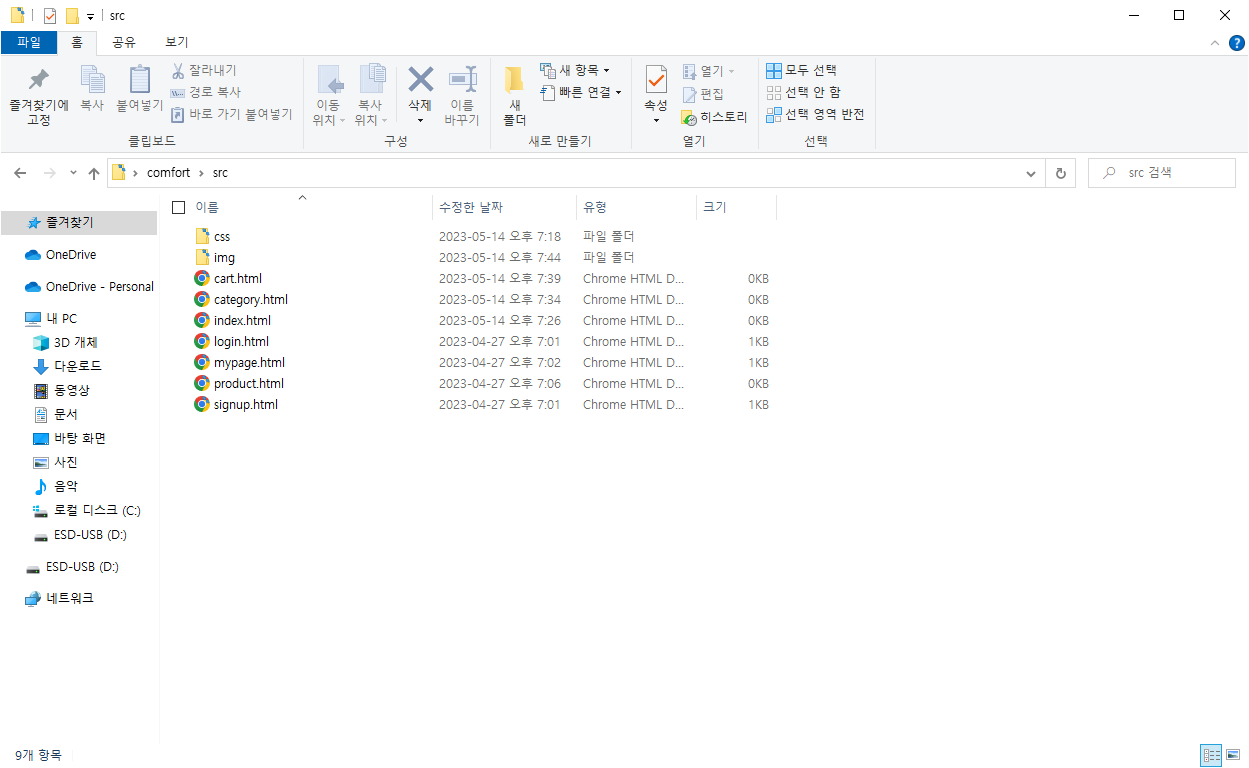 src
파일 홈 공유 보기
즐겨찾기에 고정
복사
붙여넣기
잘라내기
경로 복사
바로 가기 붙여넣기
클립보드
이동 위치
복사 위치
삭제
이름 바꾸기
구성
새 폴더
새 항목
빠른 연결
새로 만들기
속성
열기
편집
히스토리
열기
모두 선택
선택 안 함
선택 영역 반전
선택
comfort > src
src 검색
즐겨찾기
OneDrive
OneDrive - Personal
내 PC
3D 개체
다운로드
동영상
문서
바탕 화면
사진
음악
로컬 디스크 (C:)
ESD-USB (D:)
ESD-USB (D:)
네트워크
이름 수정한 날짜 유형 크기
css 2023-05-14 오후 7:18 파일 폴더
img 2023-05-14 오후 7:44 파일 폴더
cart.html 2023-05-14 오후 7:39 Chrome HTML D... 0KB
category.html 2023-05-14 오후 7:34 Chrome HTML D... 0KB
index.html 2023-05-14 오후 7:26 Chrome HTML D... 0KB
login.html 2023-04-27 오후 7:01 Chrome HTML D... 1KB
mypage.html 2023-04-27 오후 7:02 Chrome HTML D... 1KB
product.html 2023-04-27 오후 7:06 Chrome HTML D... 0KB
signup.html 2023-04-27 오후 7:01 Chrome HTML D... 1KB
9개 항목